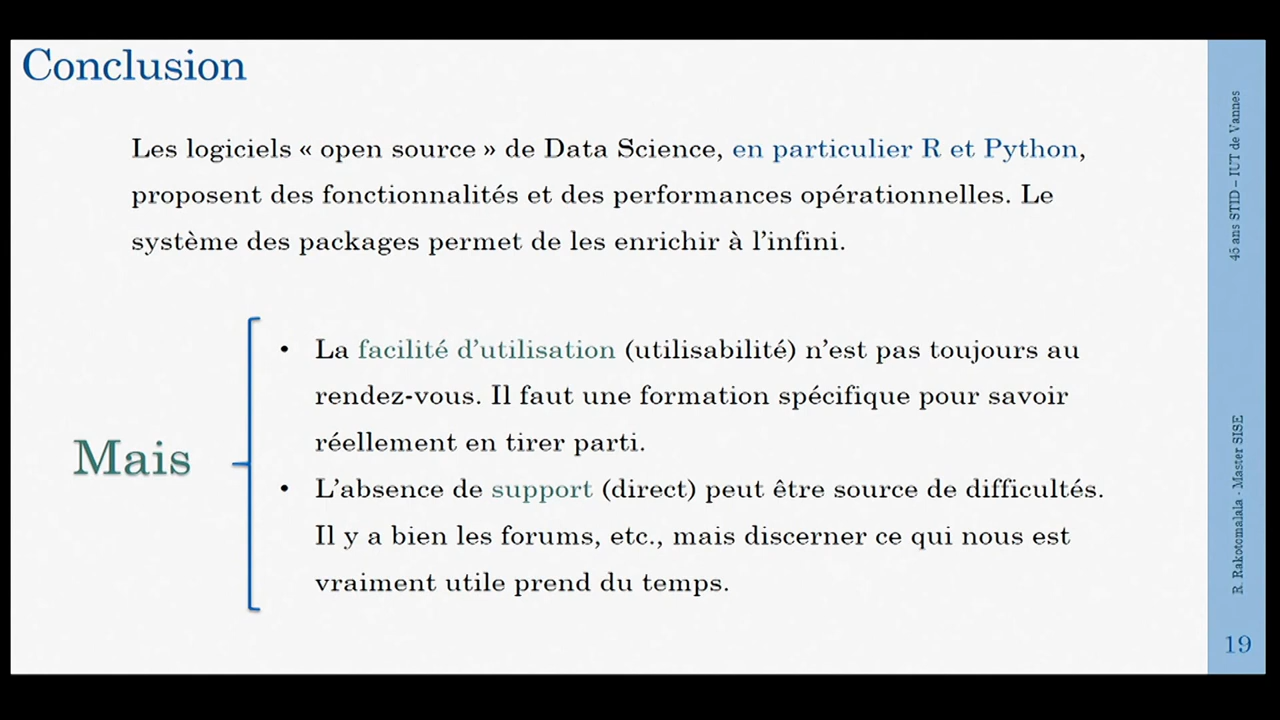 Conclusion
Les logiciels « open source » de Data Science, en particulier R et Python,
proposent des fonctionnalités et des performances opérationnelles. Le
système des packages permet de les enrichir à l’infini.
Mais
• La facilité d’utilisation (utilisabilité) n’est pas toujours au
rendez-vous. Il faut une formation spécifique pour savoir
réellement en tirer parti.
• L’absence de support (direct) peut être source de difficultés.
Il y a bien les forums, etc., mais discerner ce qui nous est
vraiment utile prend du temps.
45 ans STID – IUT de Vannes
R. Rakotomalala - Master SISE
19